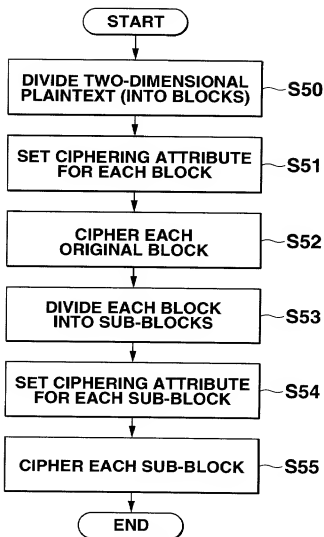 START
DIVIDE TWO-DIMENSIONAL
PLAINTEXT (INTO BLOCKS)
S50
SET CIPHERING ATTRIBUTE
FOR EACH BLOCK
S51
CIPHER EACH
ORIGINAL BLOCK
S52
DIVIDE EACH BLOCK
INTO SUB-BLOCKS
S53
SET CIPHERING ATTRIBUTE
FOR EACH SUB-BLOCK
S54
CIPHER EACH SUB-BLOCK
S55
END